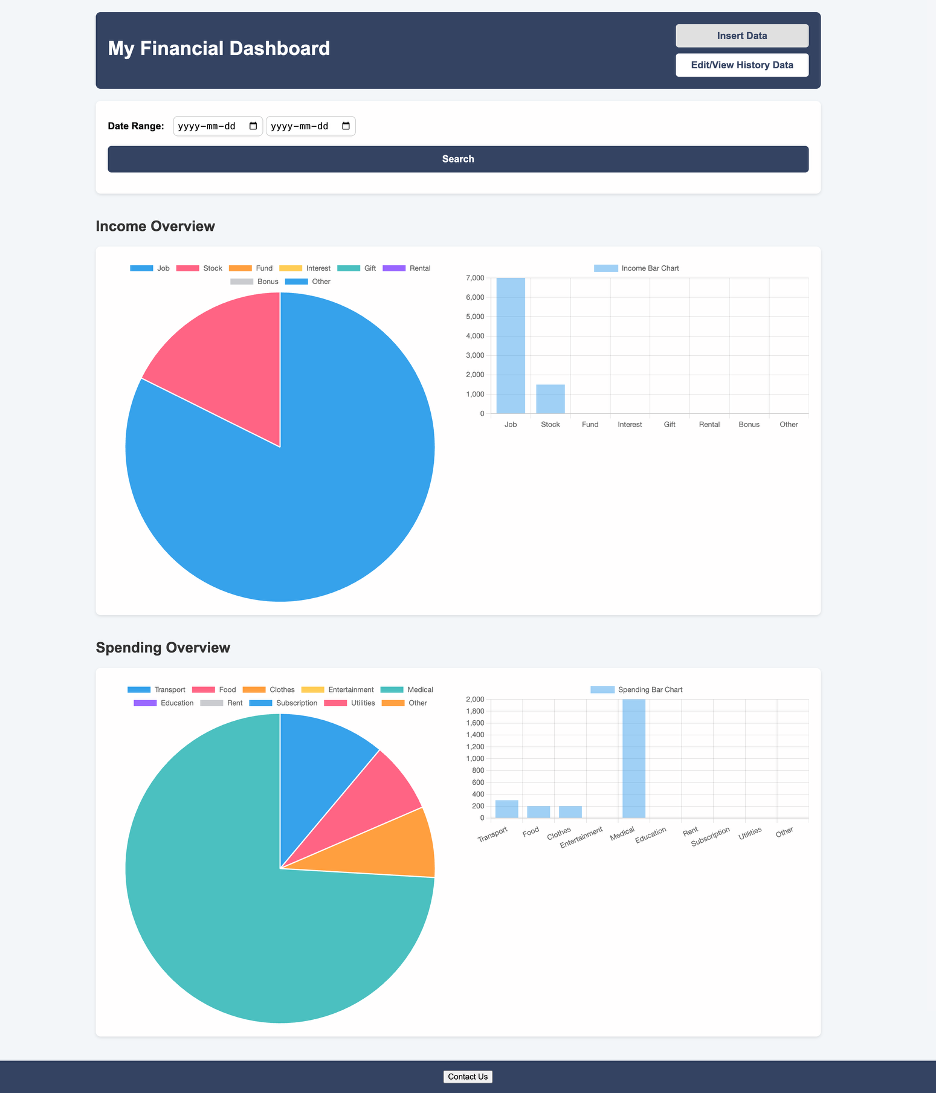 My Financial Dashboard
Insert Data
Edit/View History Data
Date Range: yyyy-mm-dd yyyy-mm-dd
Search
Income Overview
Job Stock Fund Interest Gift Rental
Bonus Other
Income Bar Chart
7,000
6,000
5,000
4,000
3,000
2,000
1,000
0
Job Stock Fund Interest Gift Rental Bonus Other
Spending Overview
Transport Food Clothes Entertainment Medical
Education Rent Subscription Utilities Other
Spending Bar Chart
2,000
1,800
1,600
1,400
1,200
1,000
800
600
400
200
0
Transport Food Clothes Entertainment Medical Education Rent Subscription Utilities Other
Contact Us